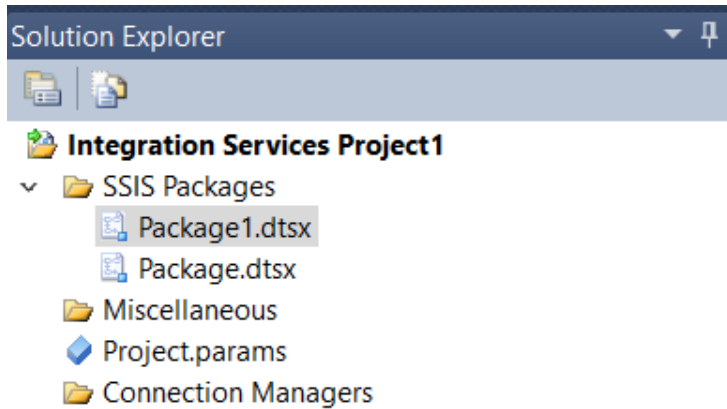 Solution Explorer
Integration Services Project1
SSIS Packages
Package1.dtsx
Package.dtsx
Miscellaneous
Project.params
Connection Managers